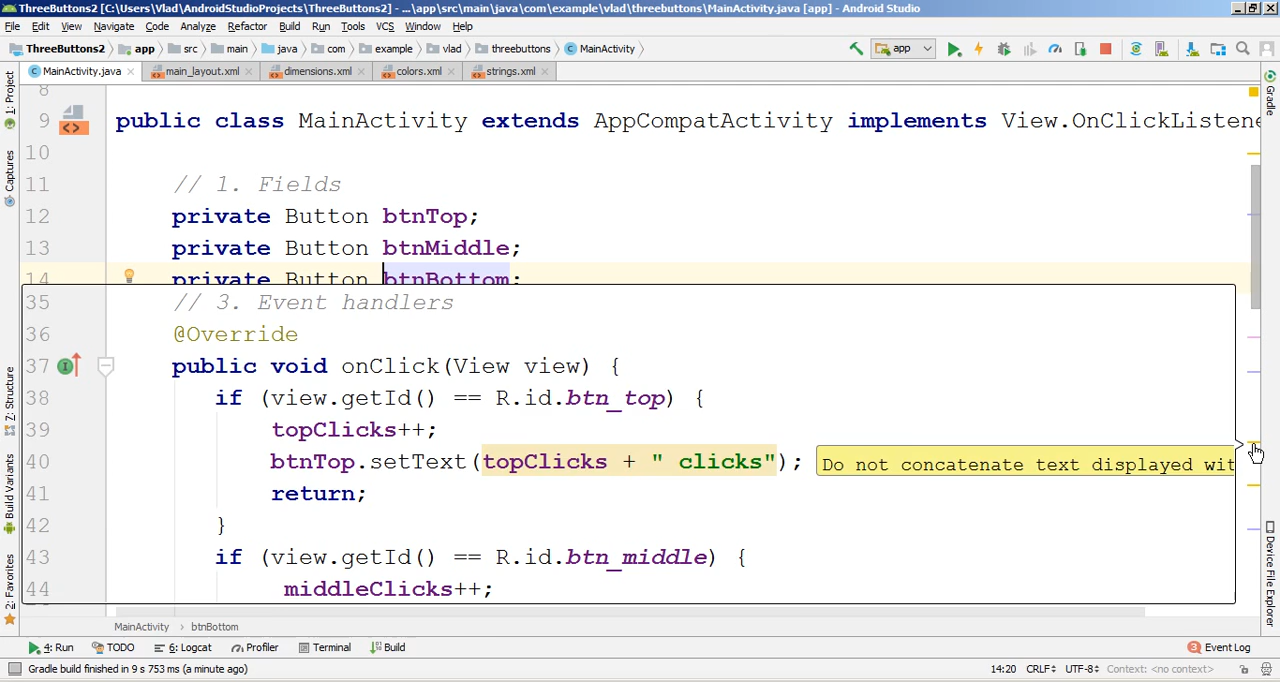 ThreeButtons2 [C:\Users\Vlad\AndroidStudioProjects\ThreeButtons2] - ...\app\src\main\java\com\example\vlad\threebuttons\MainActivity.java [app] - Android Studio
File Edit View Navigate Code Analyze Refactor Build Run Tools VCS Window Help
ThreeButtons2 app src main java com example vlad threebuttons MainActivity app
MainActivity.java main_layout.xml dimensions.xml colors.xml strings.xml
1: Project
Captures
7: Structure
Build Variants
2: Favorites
8
9 public class MainActivity extends AppCompatActivity implements View.OnClickListene
10
11 // 1. Fields
12 private Button btnTop;
13 private Button btnMiddle;
14 private Button btnBottom;
35 // 3. Event handlers
36 @Override
37 public void onClick(View view) {
38 if (view.getId() == R.id.btn_top) {
39 topClicks++;
40 btnTop.setText(topClicks + " clicks"); Do not concatenate text displayed wit
41 return;
42 }
43 if (view.getId() == R.id.btn_middle) {
44 middleClicks++;
Gradle
Device File Explorer
MainActivity › btnBottom
4: Run TODO 6: Logcat Profiler Terminal Build 3 Event Log
Gradle build finished in 9 s 753 ms (a minute ago) 14:20 CRLF UTF-8 Context: <no context>